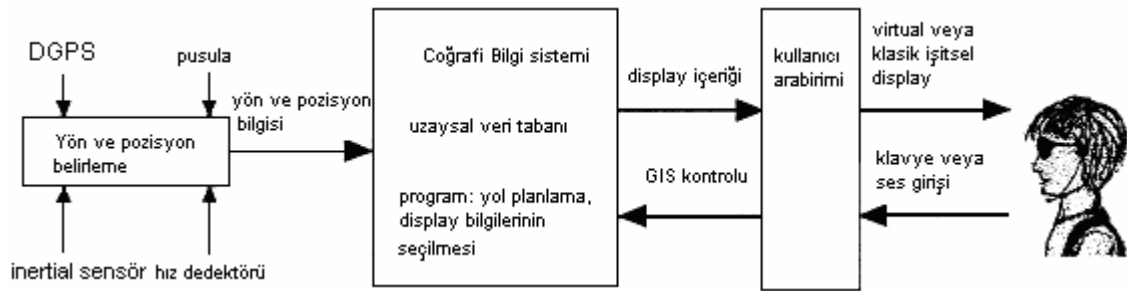 DGPS
pusula
yön ve pozisyon
bilgisi
Yön ve pozisyon
belirleme
inertial sensör
hız dedektörü
Coğrafi Bilgi sistemi
uzaysal veri tabanı
program: yol planlama,
display bilgilerinin
seçilmesi
display içeriği
GIS kontrolu
kullanıcı
arabirimi
virtual veya
klasik işitsel
display
klavye veya
ses girişi